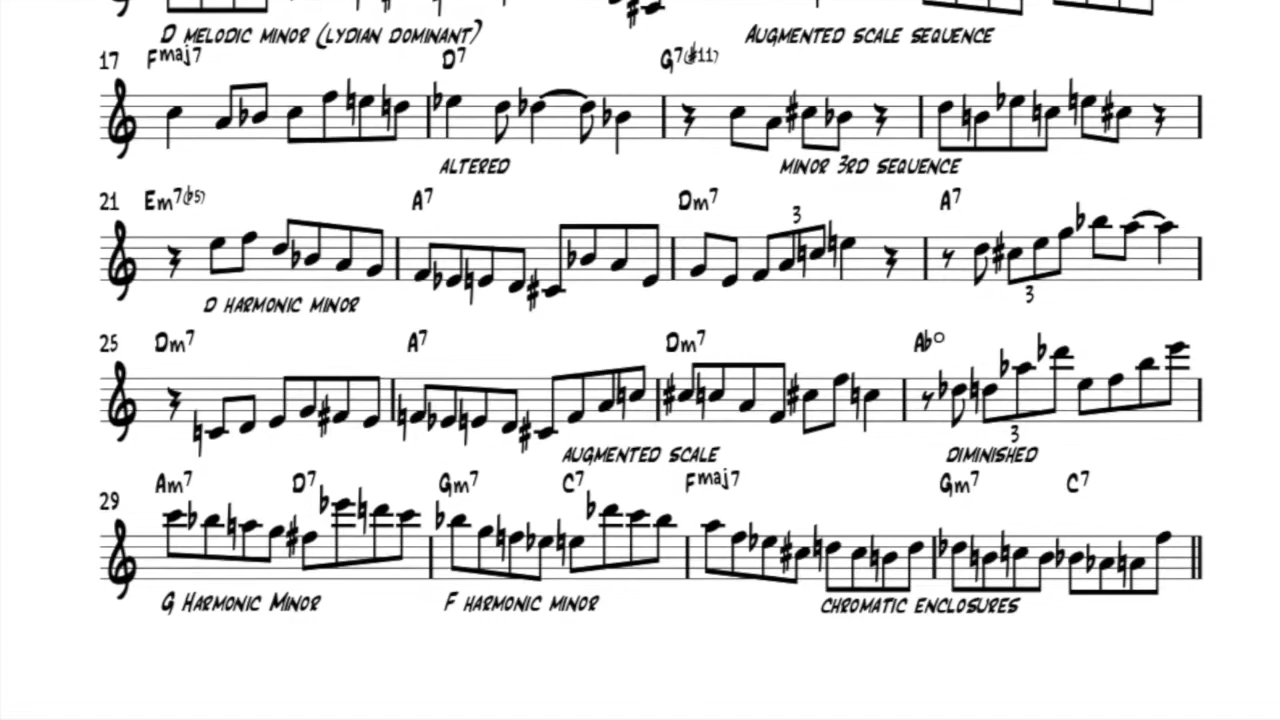 D MELODIC MINOR (LYDIAN DOMINANT) AUGMENTED SCALE SEQUENCE
17 Fmaj7 D7 G7(#11)
ALTERED MINOR 3RD SEQUENCE
21 Em7(b5) A7 Dm7 A7
3
3
D HARMONIC MINOR
25 Dm7 A7 Dm7 Abo
3
AUGMENTED SCALE DIMINISHED
29 Am7 D7 Gm7 C7 Fmaj7 Gm7 C7
G HARMONIC MINOR F HARMONIC MINOR CHROMATIC ENCLOSURES